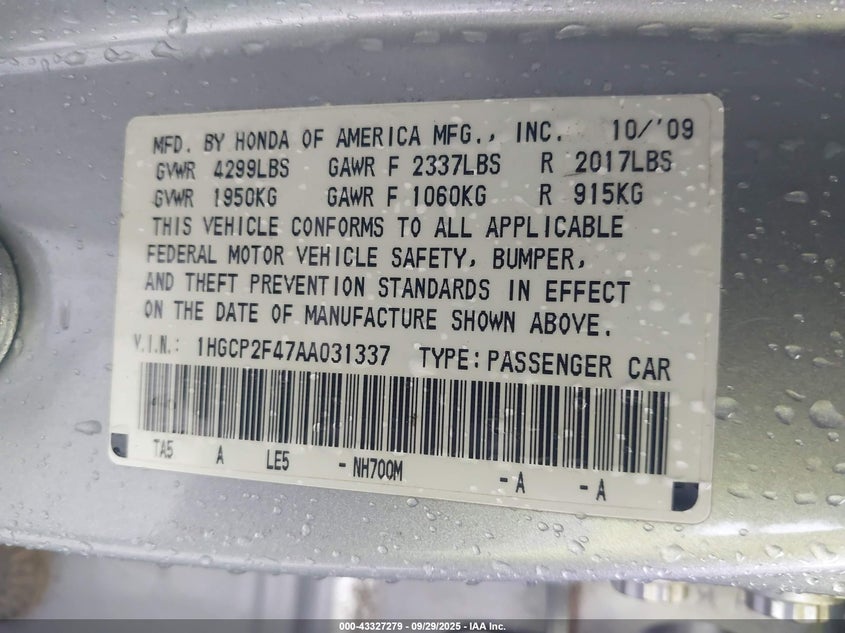 MFD. BY HONDA OF AMERICA MFG., INC. 10/'09
GVWR 4299LBS GAWR F 2337LBS R 2017LBS
GVWR 1950KG GAWR F 1060KG R 915KG
THIS VEHICLE CONFORMS TO ALL APPLICABLE
FEDERAL MOTOR VEHICLE SAFETY, BUMPER,
AND THEFT PREVENTION STANDARDS IN EFFECT
ON THE DATE OF MANUFACTURE SHOWN ABOVE.
V.I.N.: 1HGCP2F47AA031337 TYPE: PASSENGER CAR
TA5 A LE5 - NH700M - A - A
000-43327279 - 09/29/2025 - IAA Inc.